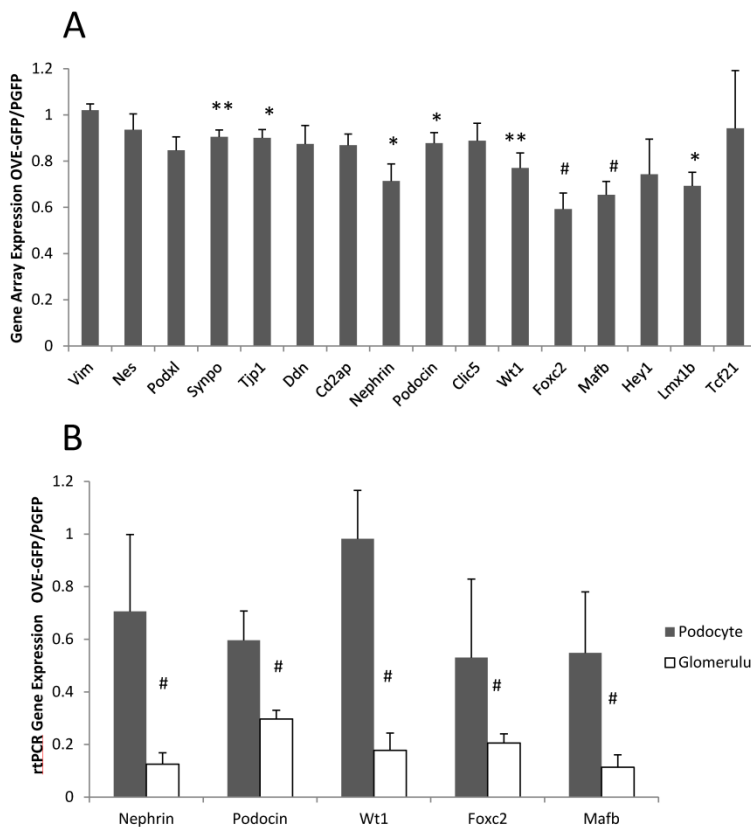 A
Gene Array Expression OVE-GFP/PGFP
1.2
1
0.8
0.6
0.4
0.2
0
** * * * ** # # *
Vim Nes Podxl Synpo Tjp1 Ddn Cd2ap Nephrin Podocin Clic5 Wt1 Foxc2 Mafb Hey1 Lmx1b Tcf21
B
rtPCR Gene Expression OVE-GFP/PGFP
1.2
1
0.8
0.6
0.4
0.2
0
# # # # #
Nephrin Podocin Wt1 Foxc2 Mafb
Podocyte
Glomerulu